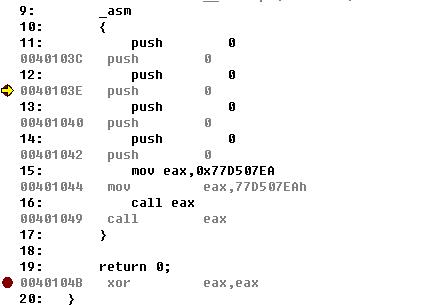 9: _asm
10: {
11: push 0
0040103C push 0
12: push 0
0040103E push 0
13: push 0
00401040 push 0
14: push 0
00401042 push 0
15: mov eax,0x77D507EA
00401044 mov eax,77D507EAh
16: call eax
00401049 call eax
17: }
18:
19: return 0;
0040104B xor eax,eax
20: }